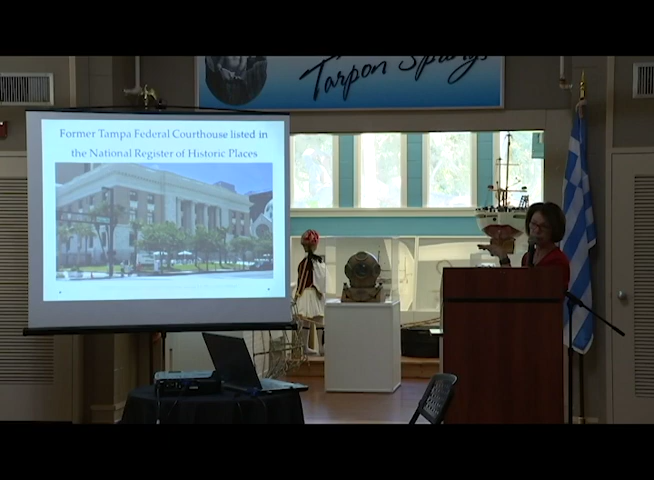 Tarpon Springs
Former Tampa Federal Courthouse listed in
the National Register of Historic Places